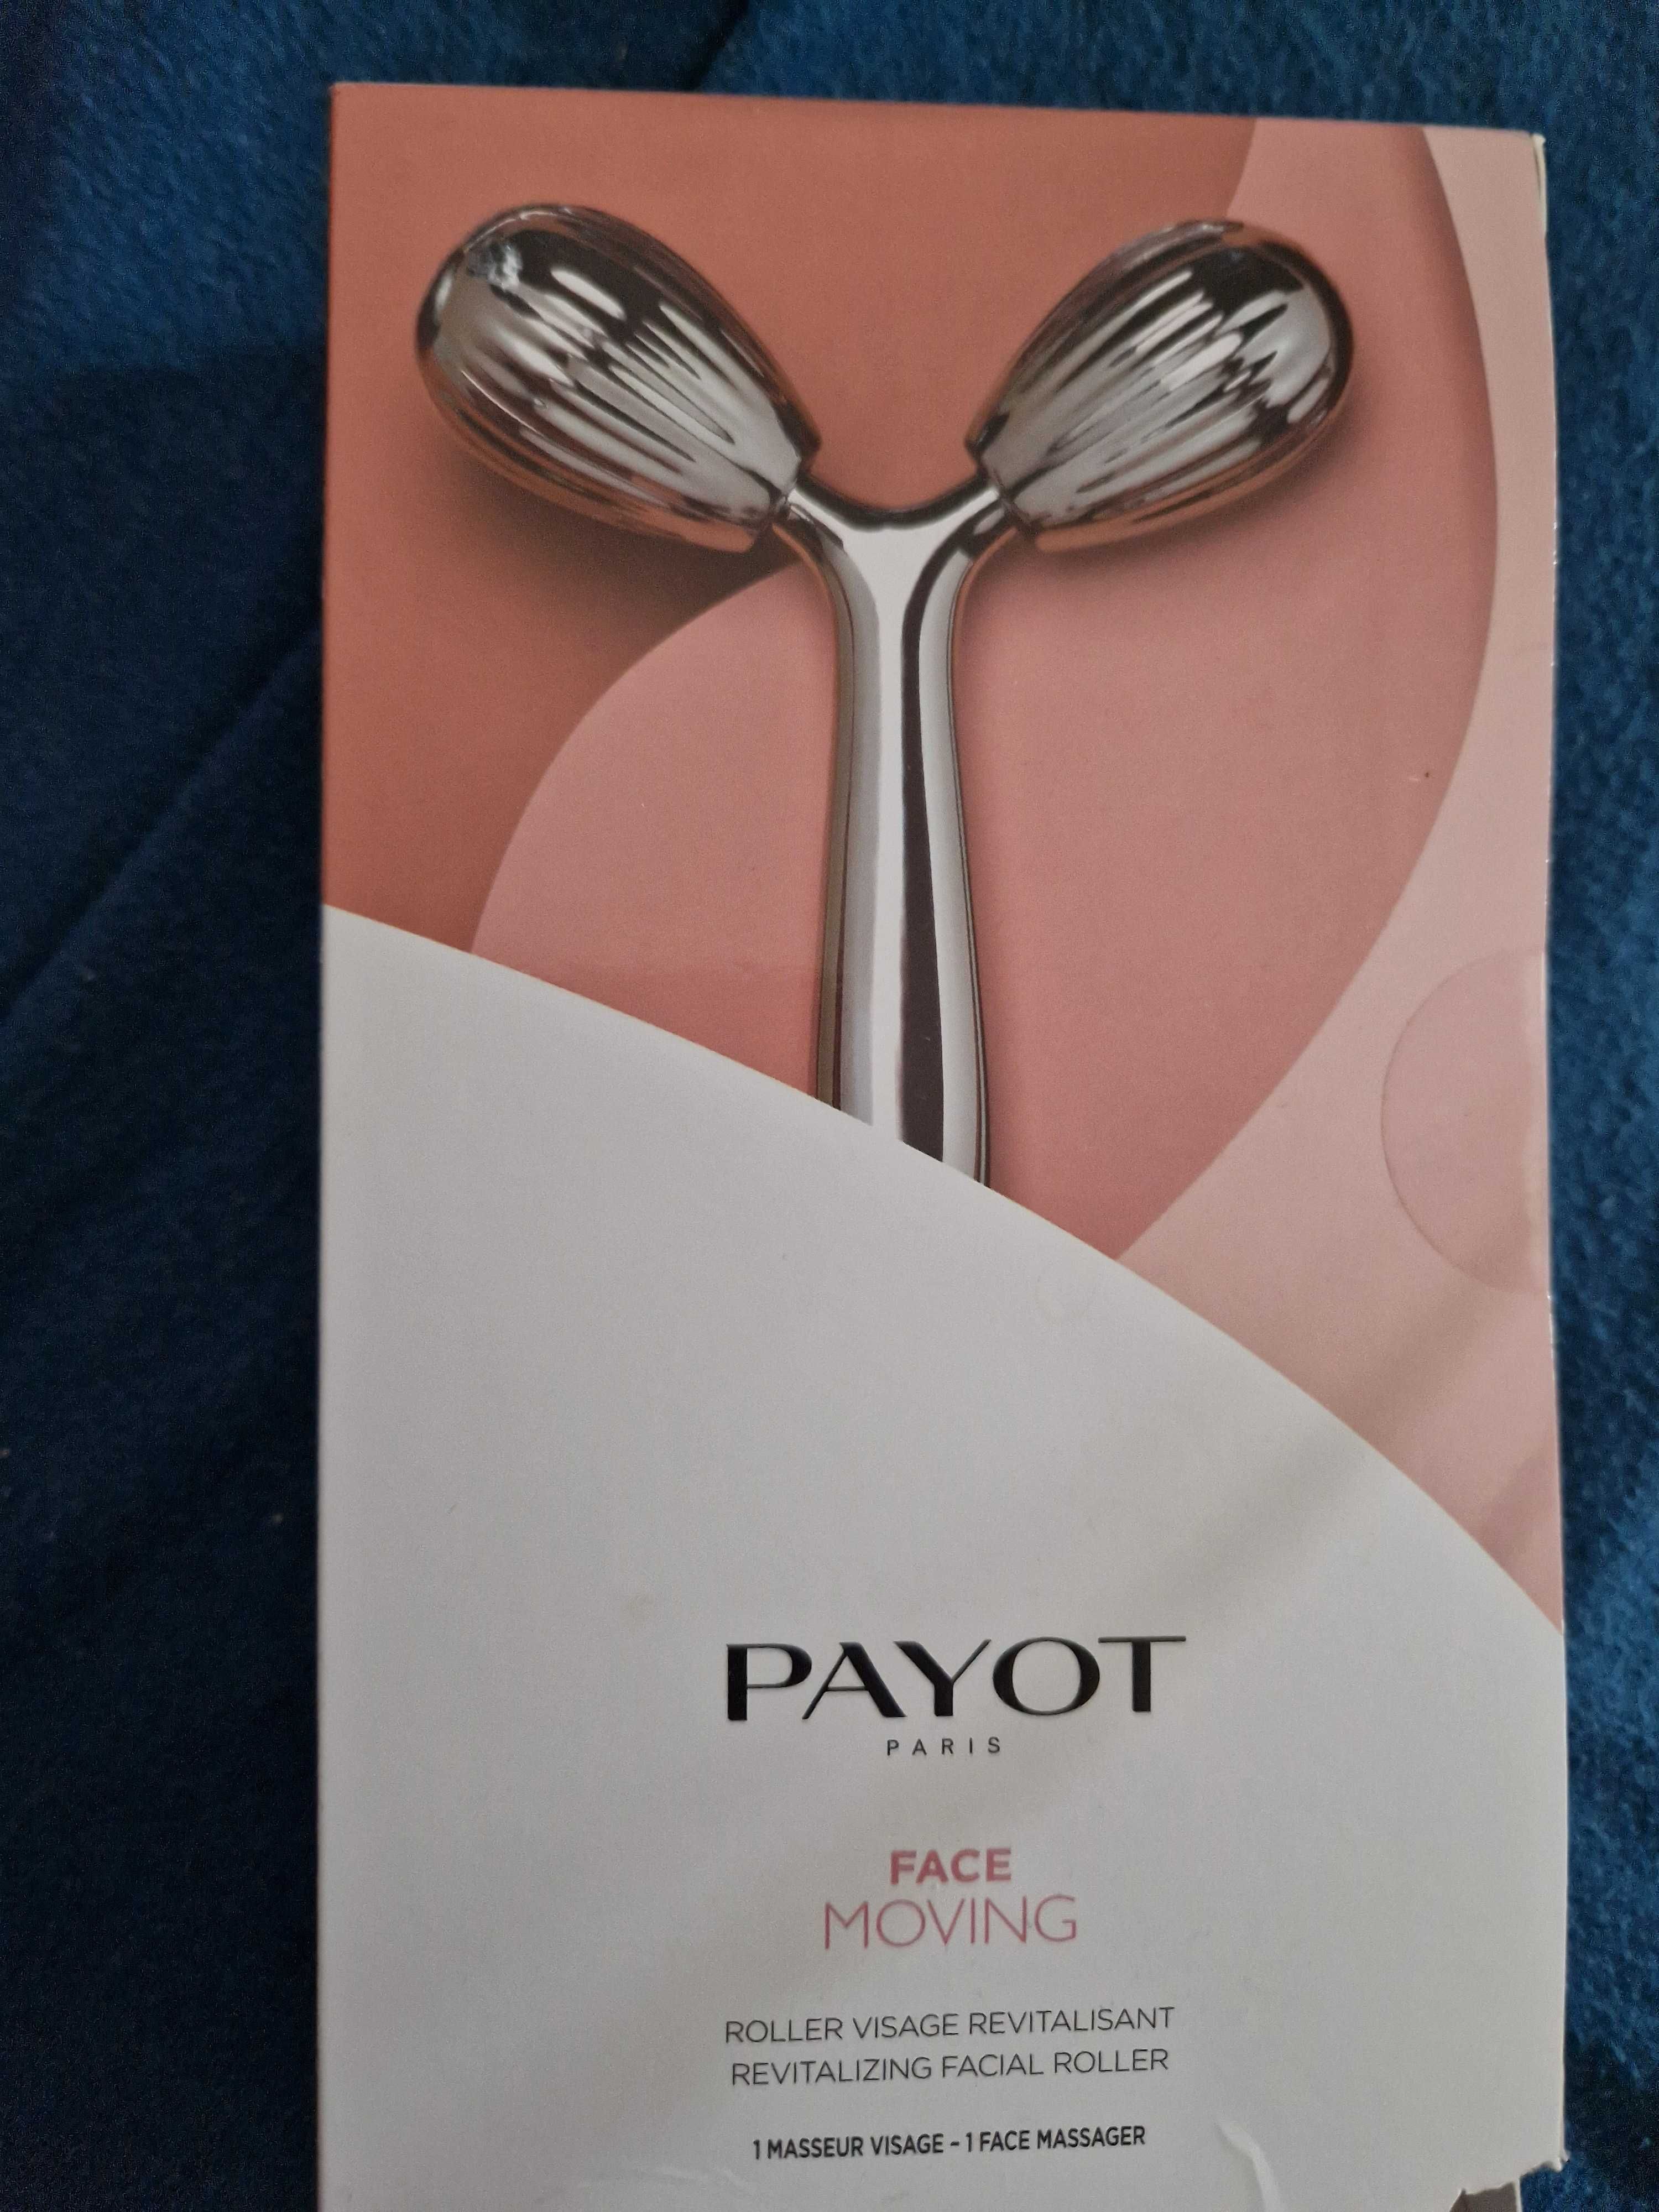 PAYOT
PARIS
FACE
MOVING
ROLLER VISAGE REVITALISANT
REVITALIZING FACIAL ROLLER
1 MASSEUR VISAGE - 1 FACE MASSAGER